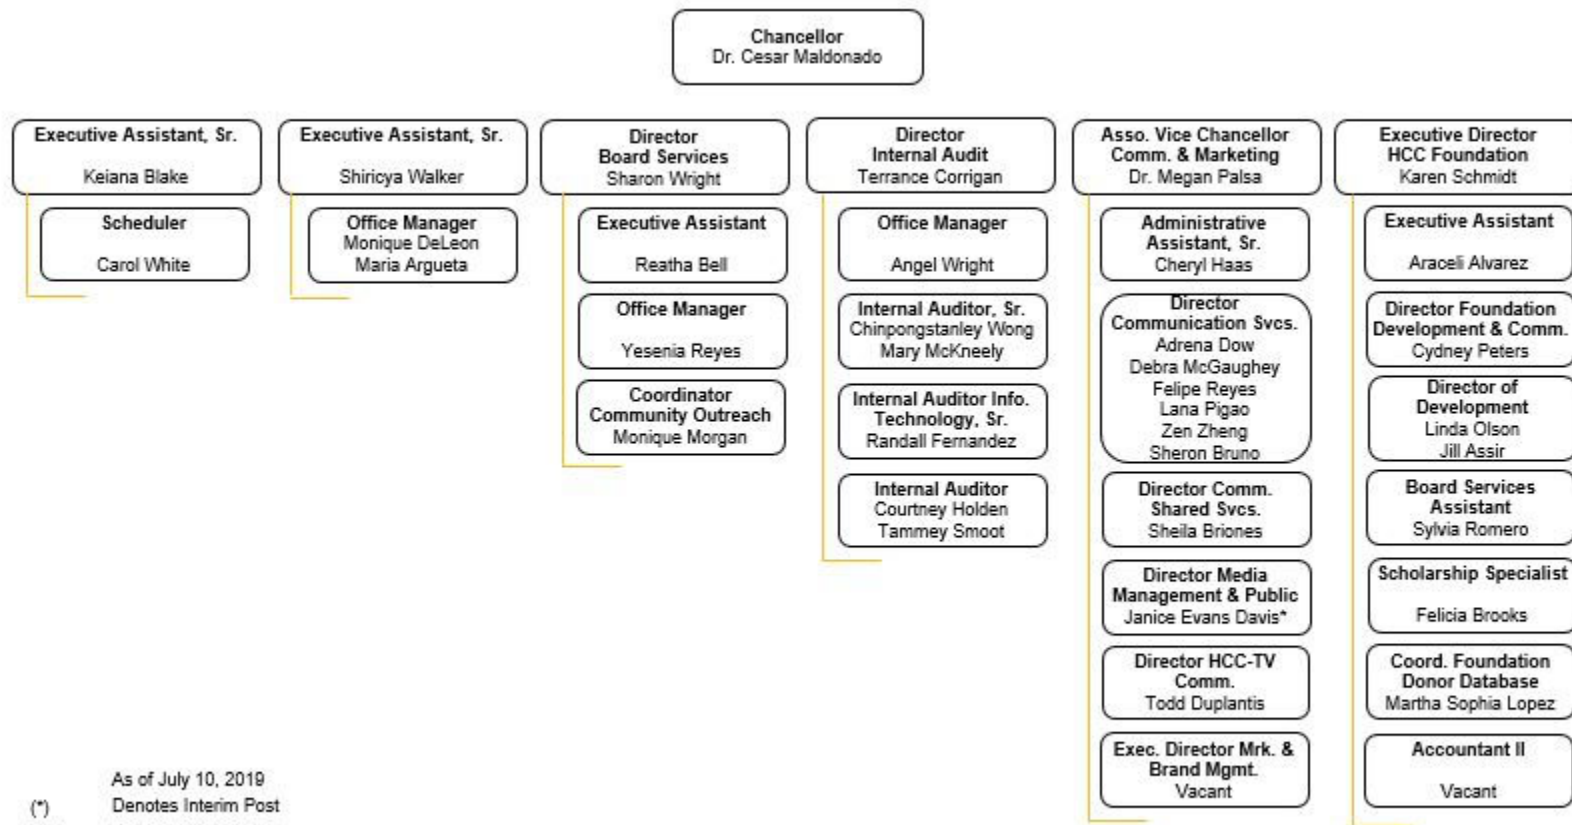 Chancellor
Dr. Cesar Maldonado
Executive Assistant, Sr.
Keiana Blake
Scheduler
Carol White
Executive Assistant, Sr.
Shiricya Walker
Office Manager
Monique DeLeon
Maria Argueta
Director
Board Services
Sharon Wright
Executive Assistant
Reatha Bell
Office Manager
Yesenia Reyes
Coordinator
Community Outreach
Monique Morgan
Director
Internal Audit
Terrance Corrigan
Office Manager
Angel Wright
Internal Auditor, Sr.
Chinpongstanley Wong
Mary McKneely
Internal Auditor Info.
Technology, Sr.
Randall Fernandez
Internal Auditor
Courtney Holden
Tammey Smoot
Asso. Vice Chancellor
Comm. & Marketing
Dr. Megan Palsa
Administrative
Assistant, Sr.
Cheryl Haas
Director
Communication Svcs.
Adrena Dow
Debra McGaughey
Felipe Reyes
Lana Pigao
Zen Zheng
Sheron Bruno
Director Comm.
Shared Svcs.
Sheila Briones
Director Media
Management & Public
Janice Evans Davis*
Director HCC-TV
Comm.
Todd Duplantis
Exec. Director Mrk. &
Brand Mgmt.
Vacant
Executive Director
HCC Foundation
Karen Schmidt
Executive Assistant
Araceli Alvarez
Director Foundation
Development & Comm.
Cydney Peters
Director of
Development
Linda Olson
Jill Assir
Board Services
Assistant
Sylvia Romero
Scholarship Specialist
Felicia Brooks
Coord. Foundation
Donor Database
Martha Sophia Lopez
Accountant II
Vacant
As of July 10, 2019
(*) Denotes Interim Post